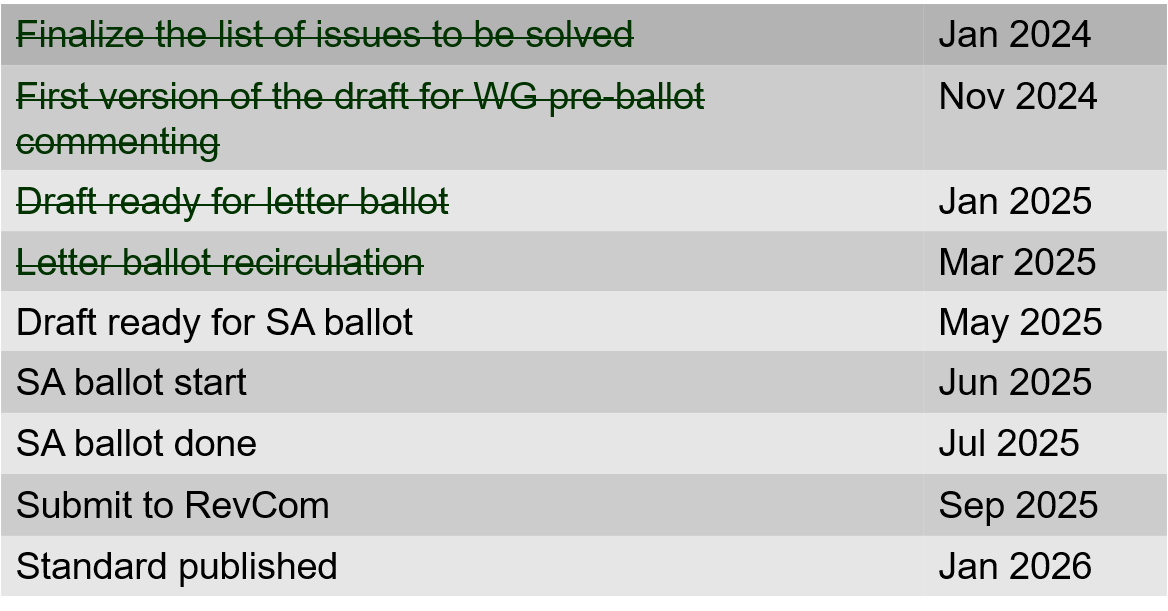 Finalize the list of issues to be solved Jan 2024
First version of the draft for WG pre-ballot Nov 2024
commenting
Draft ready for letter ballot Jan 2025
Letter ballot recirculation Mar 2025
Draft ready for SA ballot May 2025
SA ballot start Jun 2025
SA ballot done Jul 2025
Submit to RevCom Sep 2025
Standard published Jan 2026